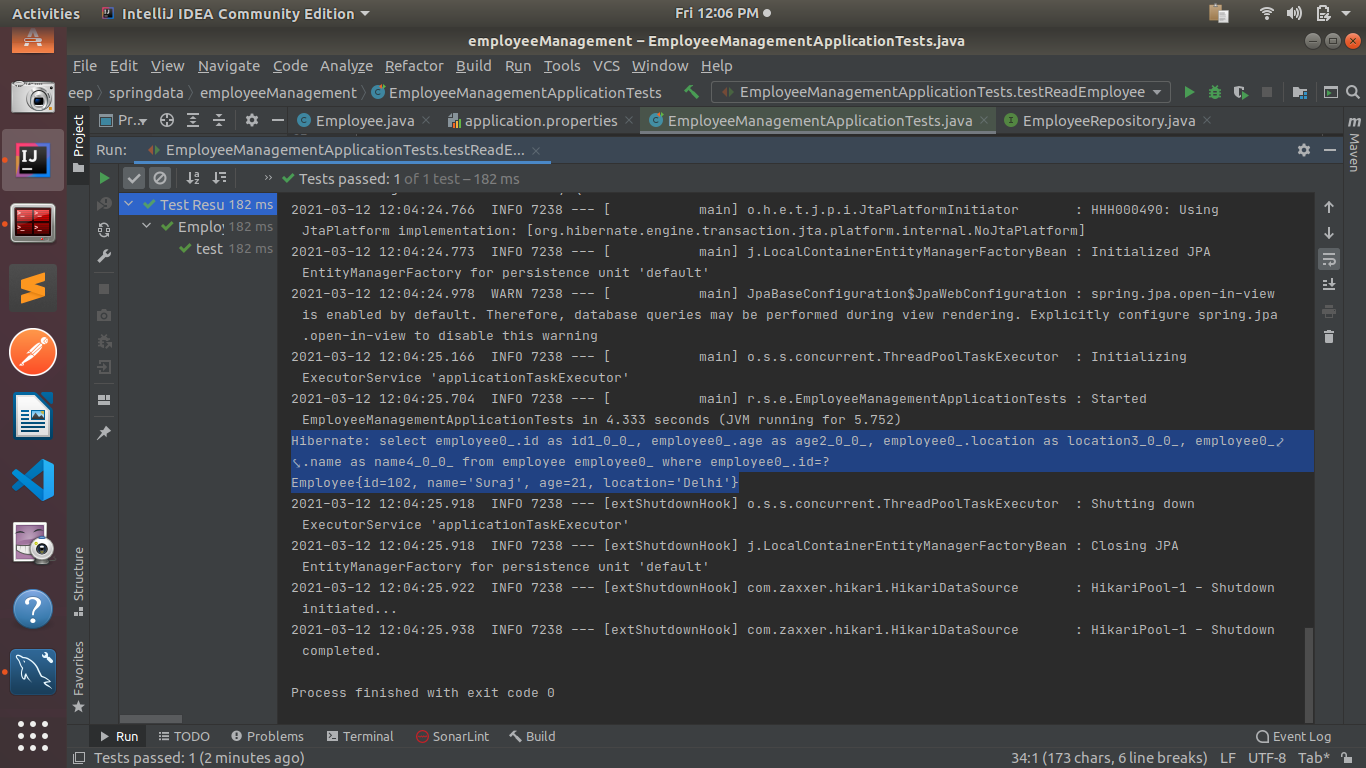 Activities
IntelliJ IDEA Community Edition
Fri 12:06 PM
employeeManagement – EmployeeManagementApplicationTests.java
File Edit View Navigate Code Analyze Refactor Build Run Tools VCS Window Help
eep springdata employeeManagement EmployeeManagementApplicationTests
EmployeeManagementApplicationTests.testReadEmployee
Pr... Employee.java application.properties EmployeeManagementApplicationTests.java EmployeeRepository.java
Project
Maven
Run: EmployeeManagementApplicationTests.testReadE...
Tests passed: 1 of 1 test – 182 ms
Test Resu 182 ms
Employ 182 ms
test 182 ms
2021-03-12 12:04:24.766 INFO 7238 --- [ main] o.h.e.t.j.p.i.JtaPlatformInitiator : HHH000490: Using
JtaPlatform implementation: [org.hibernate.engine.transaction.jta.platform.internal.NoJtaPlatform]
2021-03-12 12:04:24.773 INFO 7238 --- [ main] j.LocalContainerEntityManagerFactoryBean : Initialized JPA
EntityManagerFactory for persistence unit 'default'
2021-03-12 12:04:24.978 WARN 7238 --- [ main] JpaBaseConfiguration$JpaWebConfiguration : spring.jpa.open-in-view
is enabled by default. Therefore, database queries may be performed during view rendering. Explicitly configure spring.jpa
.open-in-view to disable this warning
2021-03-12 12:04:25.166 INFO 7238 --- [ main] o.s.s.concurrent.ThreadPoolTaskExecutor : Initializing
ExecutorService 'applicationTaskExecutor'
2021-03-12 12:04:25.704 INFO 7238 --- [ main] r.s.e.EmployeeManagementApplicationTests : Started
EmployeeManagementApplicationTests in 4.333 seconds (JVM running for 5.752)
Hibernate: select employee0_.id as id1_0_0_, employee0_.age as age2_0_0_, employee0_.location as location3_0_0_, employee0_
.name as name4_0_0_ from employee employee0_ where employee0_.id=?
Employee{id=102, name='Suraj', age=21, location='Delhi'}
2021-03-12 12:04:25.918 INFO 7238 --- [extShutdownHook] o.s.s.concurrent.ThreadPoolTaskExecutor : Shutting down
ExecutorService 'applicationTaskExecutor'
2021-03-12 12:04:25.918 INFO 7238 --- [extShutdownHook] j.LocalContainerEntityManagerFactoryBean : Closing JPA
EntityManagerFactory for persistence unit 'default'
2021-03-12 12:04:25.922 INFO 7238 --- [extShutdownHook] com.zaxxer.hikari.HikariDataSource : HikariPool-1 - Shutdown
initiated...
2021-03-12 12:04:25.938 INFO 7238 --- [extShutdownHook] com.zaxxer.hikari.HikariDataSource : HikariPool-1 - Shutdown
completed.
Process finished with exit code 0
Structure
Favorites
Run TODO Problems Terminal SonarLint Build Event Log
Tests passed: 1 (2 minutes ago) 34:1 (173 chars, 6 line breaks) LF UTF-8 Tab*